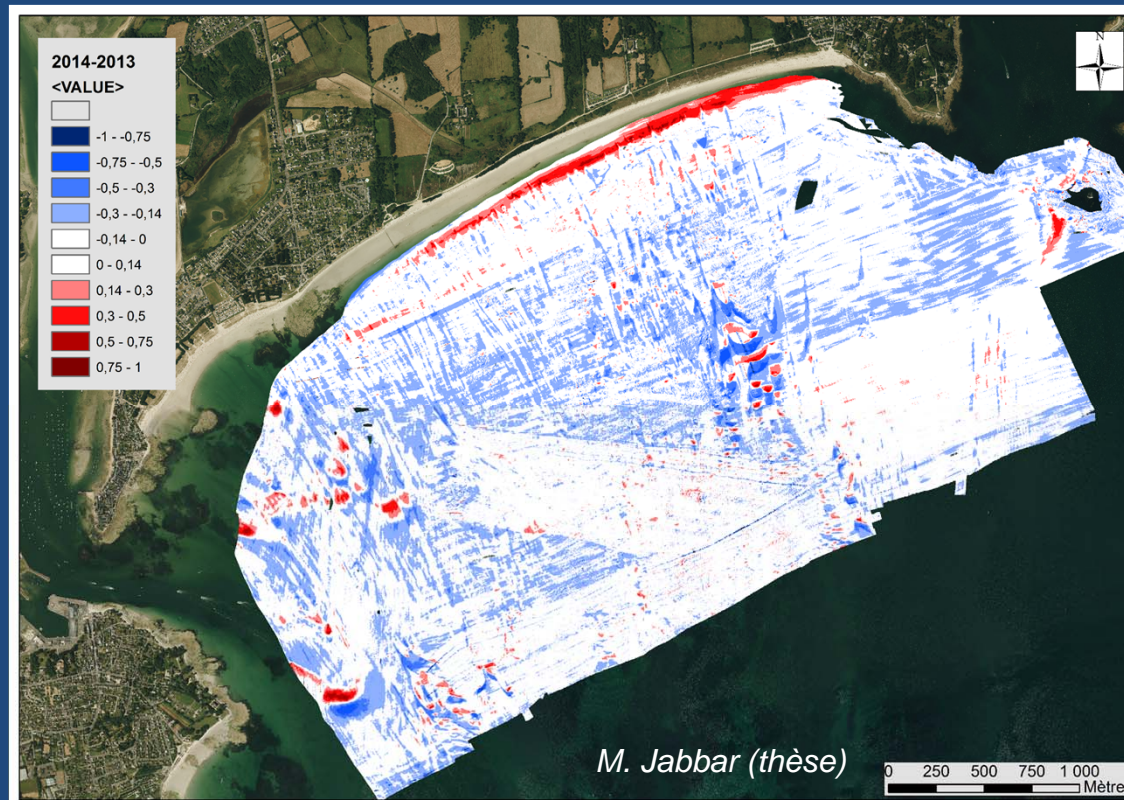 2014-2013
<VALUE>
-1 - -0,75
-0,75 - -0,5
-0,5 - -0,3
-0,3 - -0,14
-0,14 - 0
0 - 0,14
0,14 - 0,3
0,3 - 0,5
0,5 - 0,75
0,75 - 1
N
M. Jabbar (thèse)
0 250 500 750 1 000
Mètre